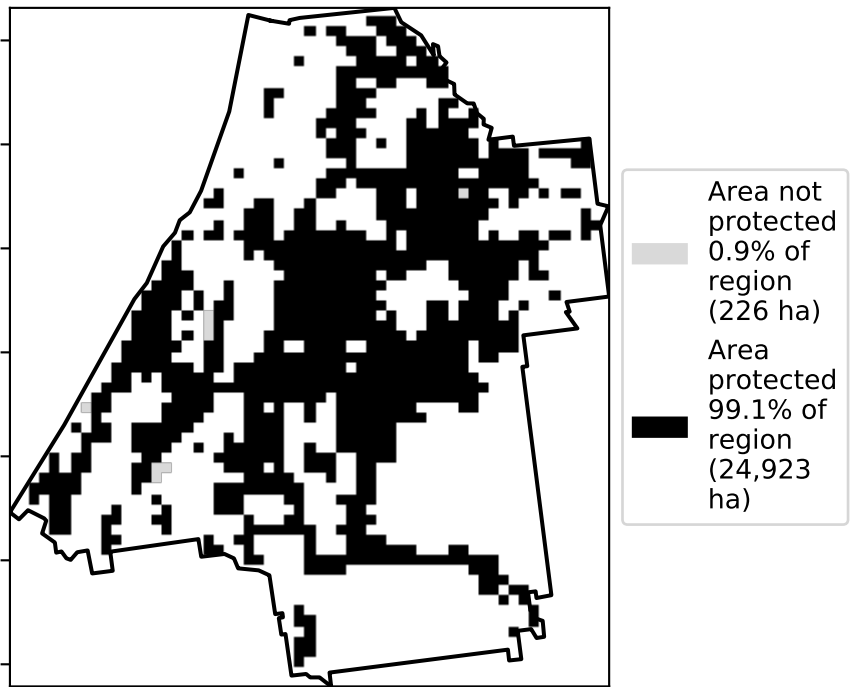 Area not
protected
0.9% of
region
(226 ha)
Area
protected
99.1% of
region
(24,923
ha)